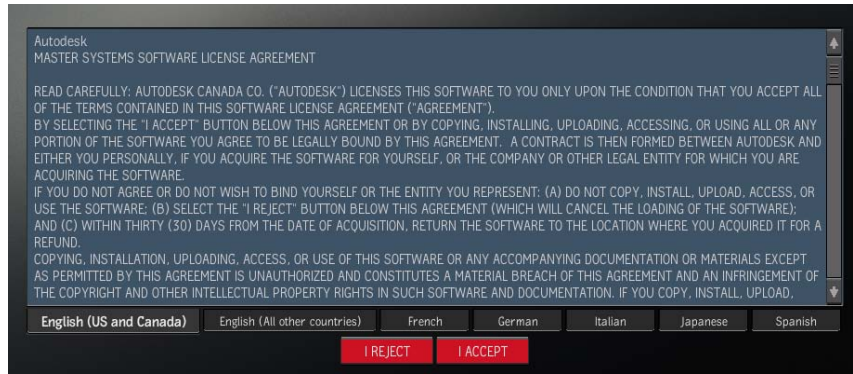 Autodesk
MASTER SYSTEMS SOFTWARE LICENSE AGREEMENT
READ CAREFULLY: AUTODESK CANADA CO. ("AUTODESK") LICENSES THIS SOFTWARE TO YOU ONLY UPON THE CONDITION THAT YOU ACCEPT ALL
OF THE TERMS CONTAINED IN THIS SOFTWARE LICENSE AGREEMENT ("AGREEMENT").
BY SELECTING THE "I ACCEPT" BUTTON BELOW THIS AGREEMENT OR BY COPYING, INSTALLING, UPLOADING, ACCESSING, OR USING ALL OR ANY
PORTION OF THE SOFTWARE YOU AGREE TO BE LEGALLY BOUND BY THIS AGREEMENT. A CONTRACT IS THEN FORMED BETWEEN AUTODESK AND
EITHER YOU PERSONALLY, IF YOU ACQUIRE THE SOFTWARE FOR YOURSELF, OR THE COMPANY OR OTHER LEGAL ENTITY FOR WHICH YOU ARE
ACQUIRING THE SOFTWARE.
IF YOU DO NOT AGREE OR DO NOT WISH TO BIND YOURSELF OR THE ENTITY YOU REPRESENT: (A) DO NOT COPY, INSTALL, UPLOAD, ACCESS, OR
USE THE SOFTWARE; (B) SELECT THE "I REJECT" BUTTON BELOW THIS AGREEMENT (WHICH WILL CANCEL THE LOADING OF THE SOFTWARE);
AND (C) WITHIN THIRTY (30) DAYS FROM THE DATE OF ACQUISITION, RETURN THE SOFTWARE TO THE LOCATION WHERE YOU ACQUIRED IT FOR A
REFUND.
COPYING, INSTALLATION, UPLOADING, ACCESS, OR USE OF THIS SOFTWARE OR ANY ACCOMPANYING DOCUMENTATION OR MATERIALS EXCEPT
AS PERMITTED BY THIS AGREEMENT IS UNAUTHORIZED AND CONSTITUTES A MATERIAL BREACH OF THIS AGREEMENT AND AN INFRINGEMENT OF
THE COPYRIGHT AND OTHER INTELLECTUAL PROPERTY RIGHTS IN SUCH SOFTWARE AND DOCUMENTATION. IF YOU COPY, INSTALL, UPLOAD,
English (US and Canada) English (All other countries) French German Italian Japanese Spanish
I REJECT I ACCEPT